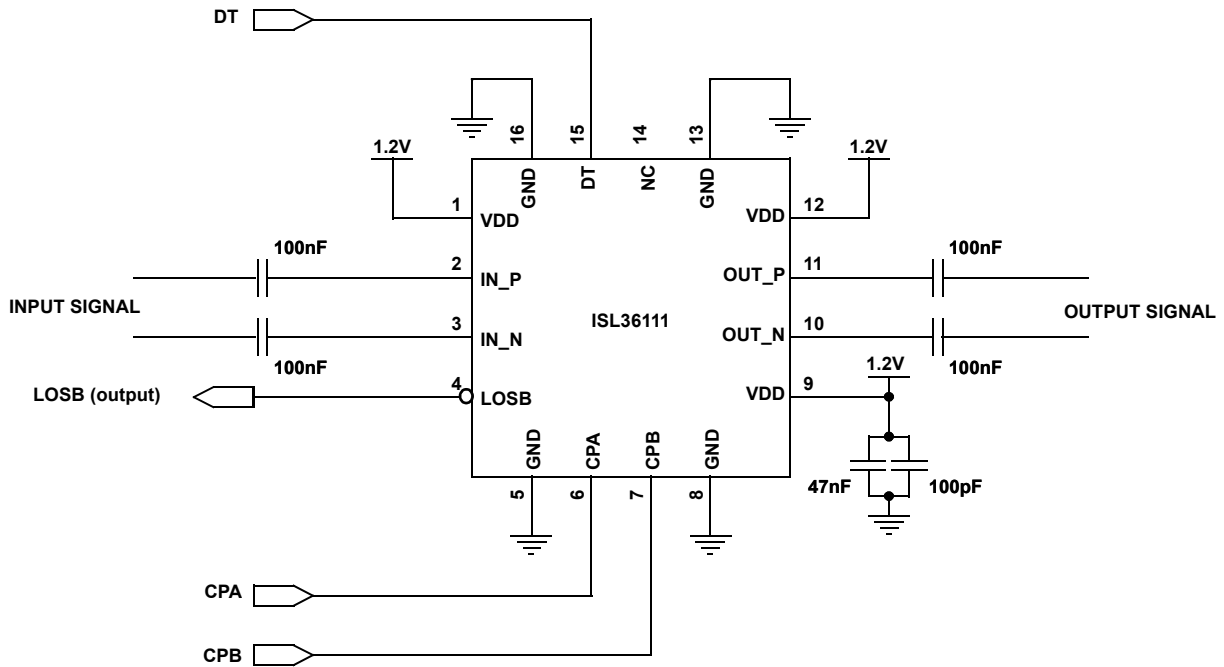 DT
16
15
14
13
1.2V
1.2V
GND
DT
NC
GND
1
VDD
VDD
12
100nF
100nF
2
IN_P
OUT_P
11
INPUT SIGNAL
ISL36111
OUTPUT SIGNAL
3
IN_N
OUT_N
10
100nF
100nF
1.2V
LOSB (output)
4
LOSB
VDD
9
GND
CPA
CPB
GND
47nF
100pF
5
6
7
8
CPA
CPB